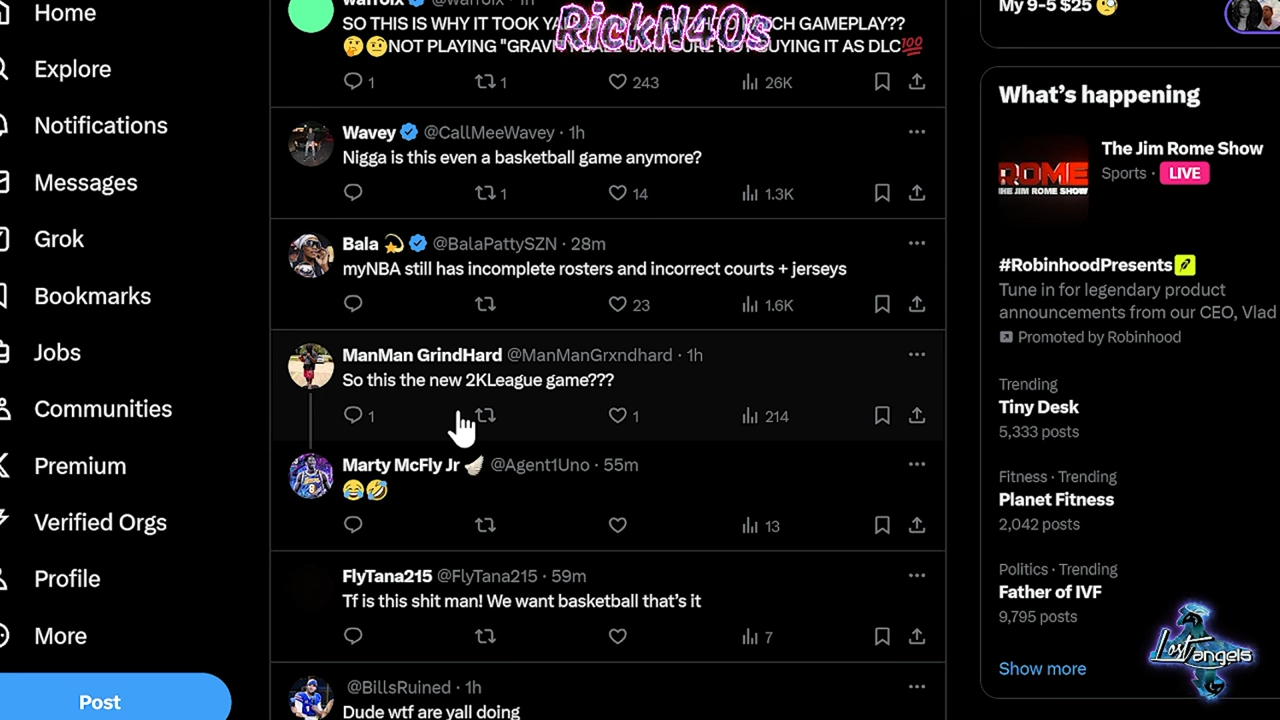 Home
Explore
Notifications
Messages
Grok
Bookmarks
Jobs
Communities
Premium
Verified Orgs
Profile
More
Post
RickN40s
SO THIS IS WHY IT TOOK
GAMEPLAY??
🤔🤨NOT PLAYING "GRAVITY BALL"
SURE NOT BUYING IT AS DLC💯
1 1 243 26K
Wavey @CallMeeWavey · 1h
Nigga is this even a basketball game anymore?
1 14 1.3K
Bala 💫 @BalaPattySZN · 28m
myNBA still has incomplete rosters and incorrect courts + jerseys
23 1.6K
ManMan GrindHard @ManManGrxndhard · 1h
So this the new 2KLeague game???
1 1 214
Marty McFly Jr 🪽 @Agent1Uno · 55m
😂🤣
13
FlyTana215 @FlyTana215 · 59m
Tf is this shit man! We want basketball that's it
7
@BillsRuined · 1h
Dude wtf are yall doing
My 9-5 $25 🧐
What's happening
ROME
THE JIM ROME SHOW
The Jim Rome Show
Sports · LIVE
#RobinhoodPresents
Tune in for legendary product
announcements from our CEO, Vlad
Promoted by Robinhood
Trending
Tiny Desk
5,333 posts
Fitness · Trending
Planet Fitness
2,042 posts
Politics · Trending
Father of IVF
9,795 posts
Show more
Lost angels